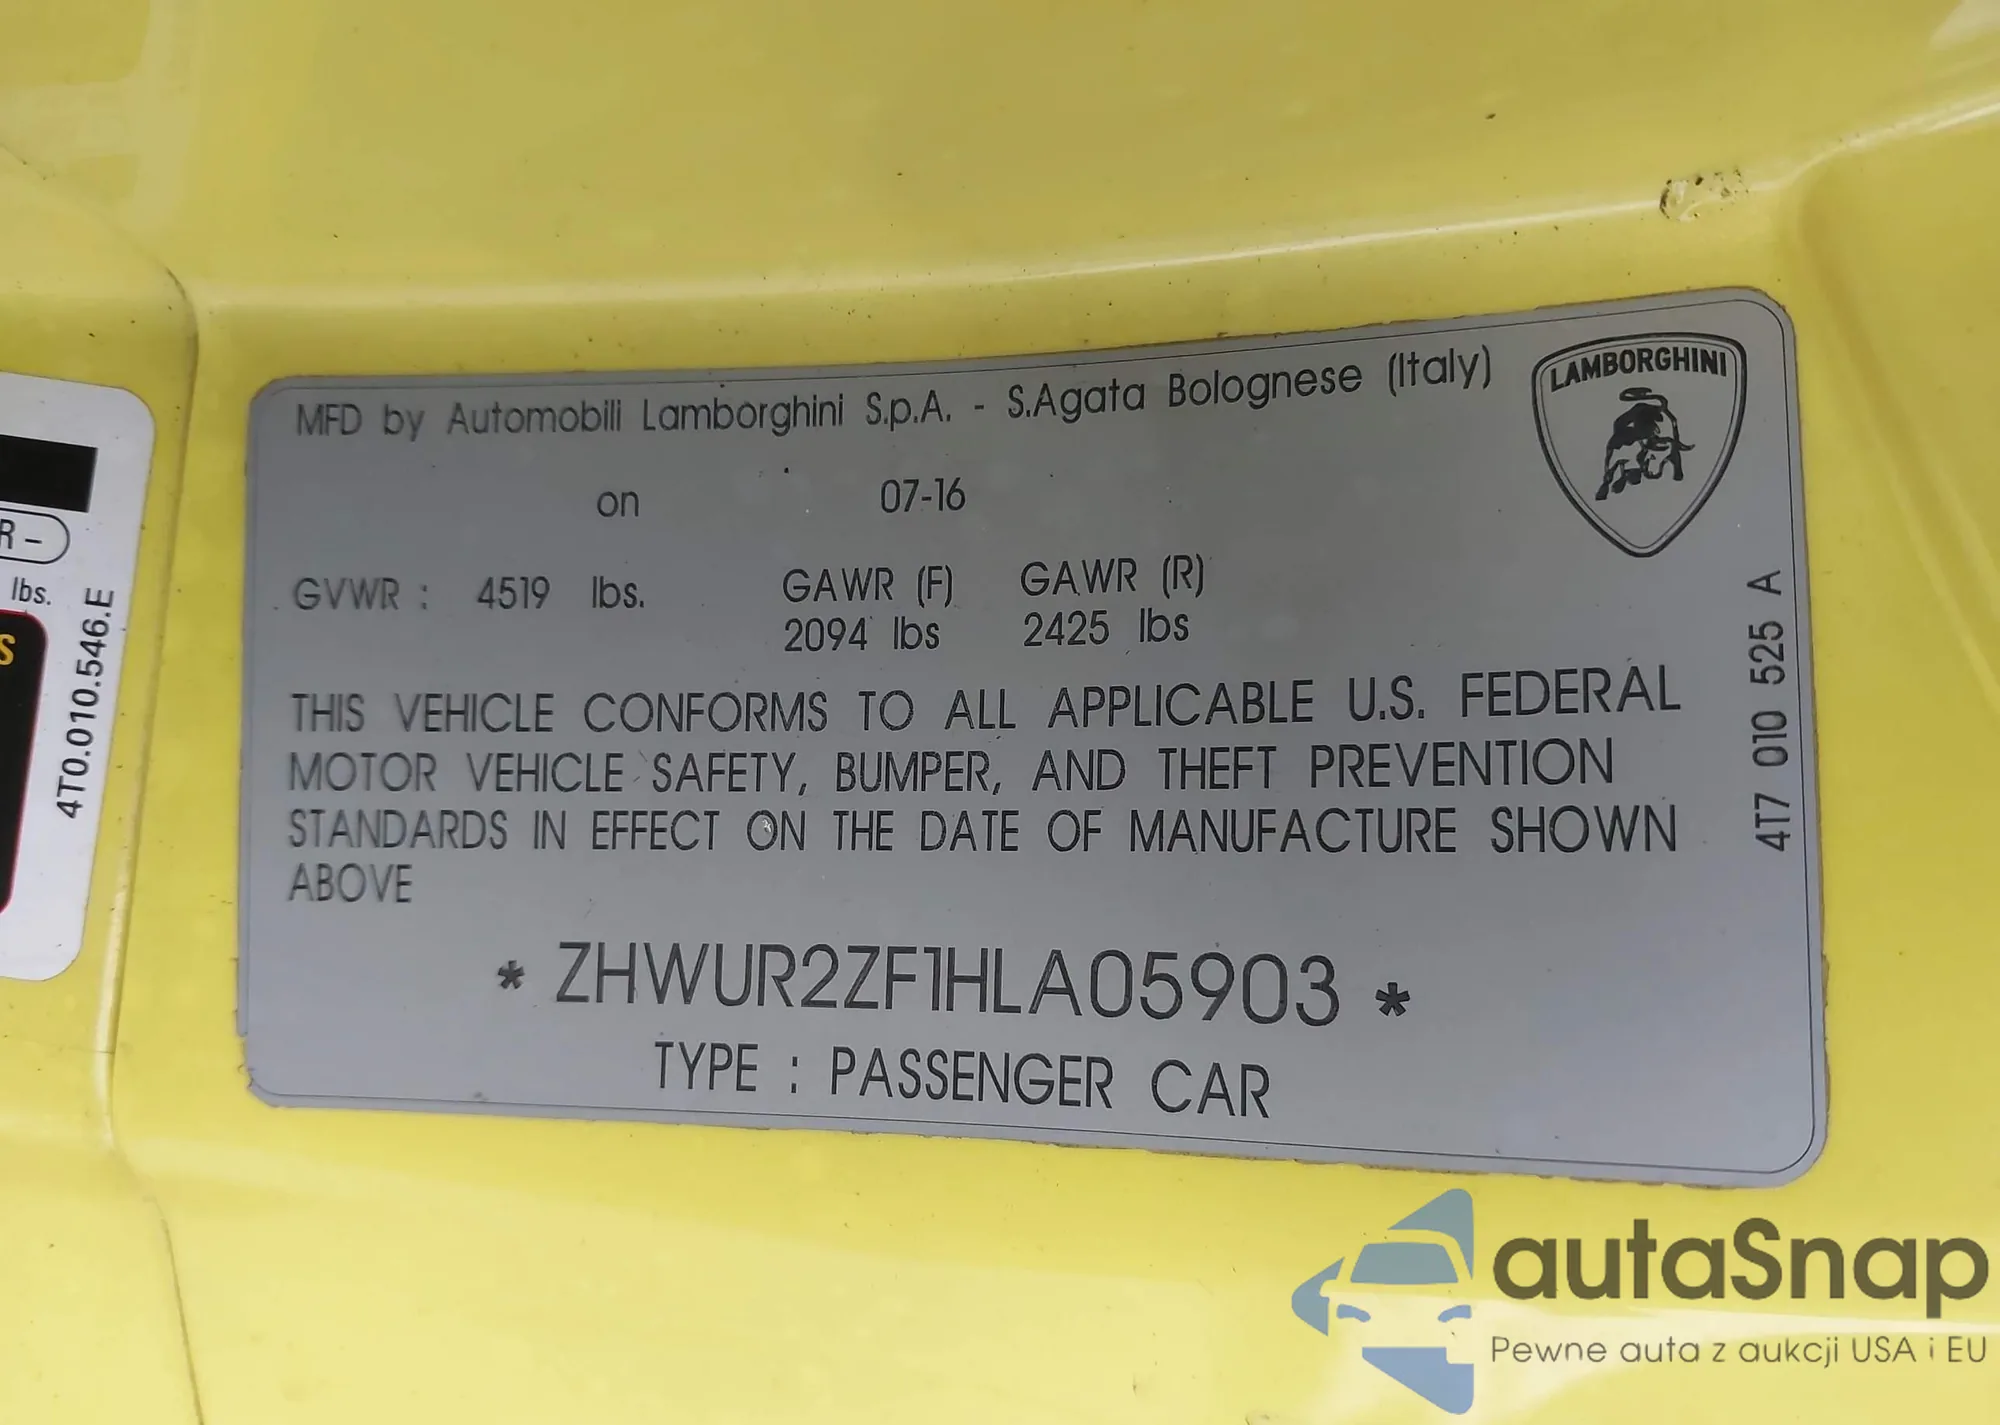 MFD by Automobili Lamborghini S.p.A. - S.Agata Bolognese (Italy)
LAMBORGHINI
on 07-16
GVWR : 4519 lbs. GAWR (F) GAWR (R)
2094 lbs 2425 lbs
THIS VEHICLE CONFORMS TO ALL APPLICABLE U.S. FEDERAL
MOTOR VEHICLE SAFETY, BUMPER, AND THEFT PREVENTION
STANDARDS IN EFFECT ON THE DATE OF MANUFACTURE SHOWN
ABOVE
* ZHWUR2ZF1HLA05903 *
TYPE : PASSENGER CAR
4T7 010 525 A
R -
lbs.
S
4T0.010.546.E
autaSnap
Pewne auta z aukcji USA i EU